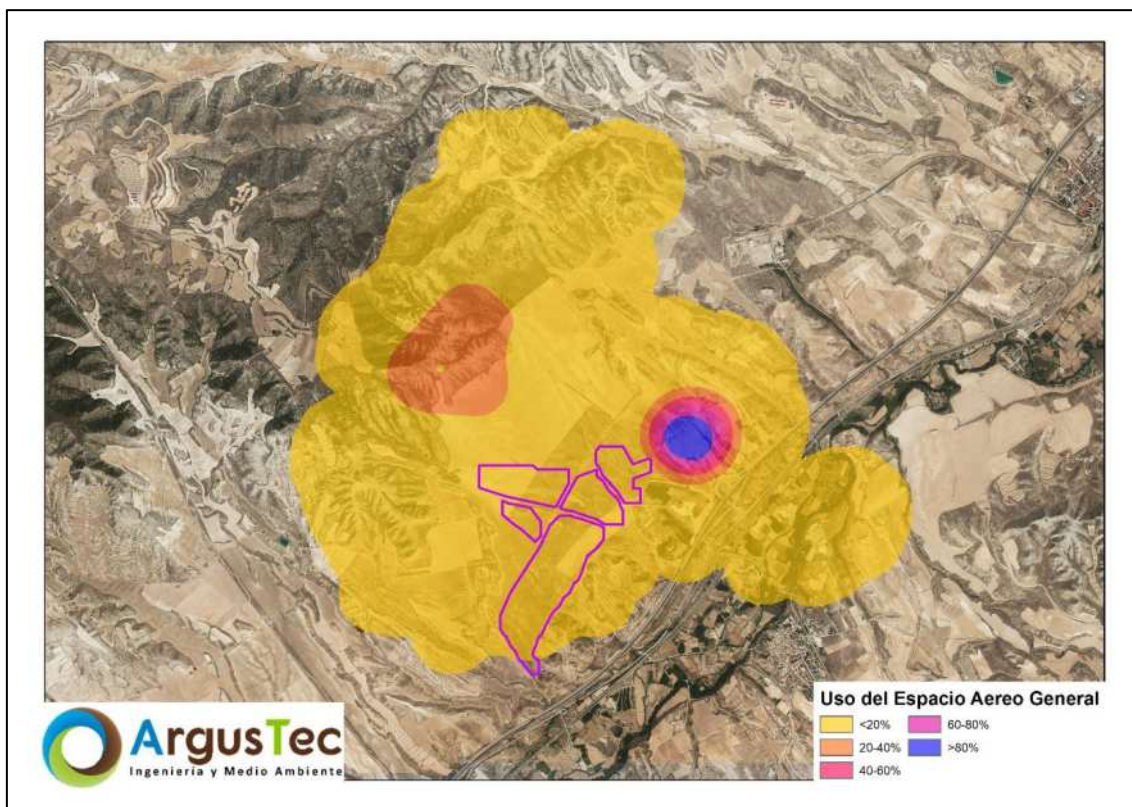 Uso del Espacio Aereo General
<20%
60-80%
20-40%
>80%
40-60%
ArgusTec
Ingeniería y Medio Ambiente